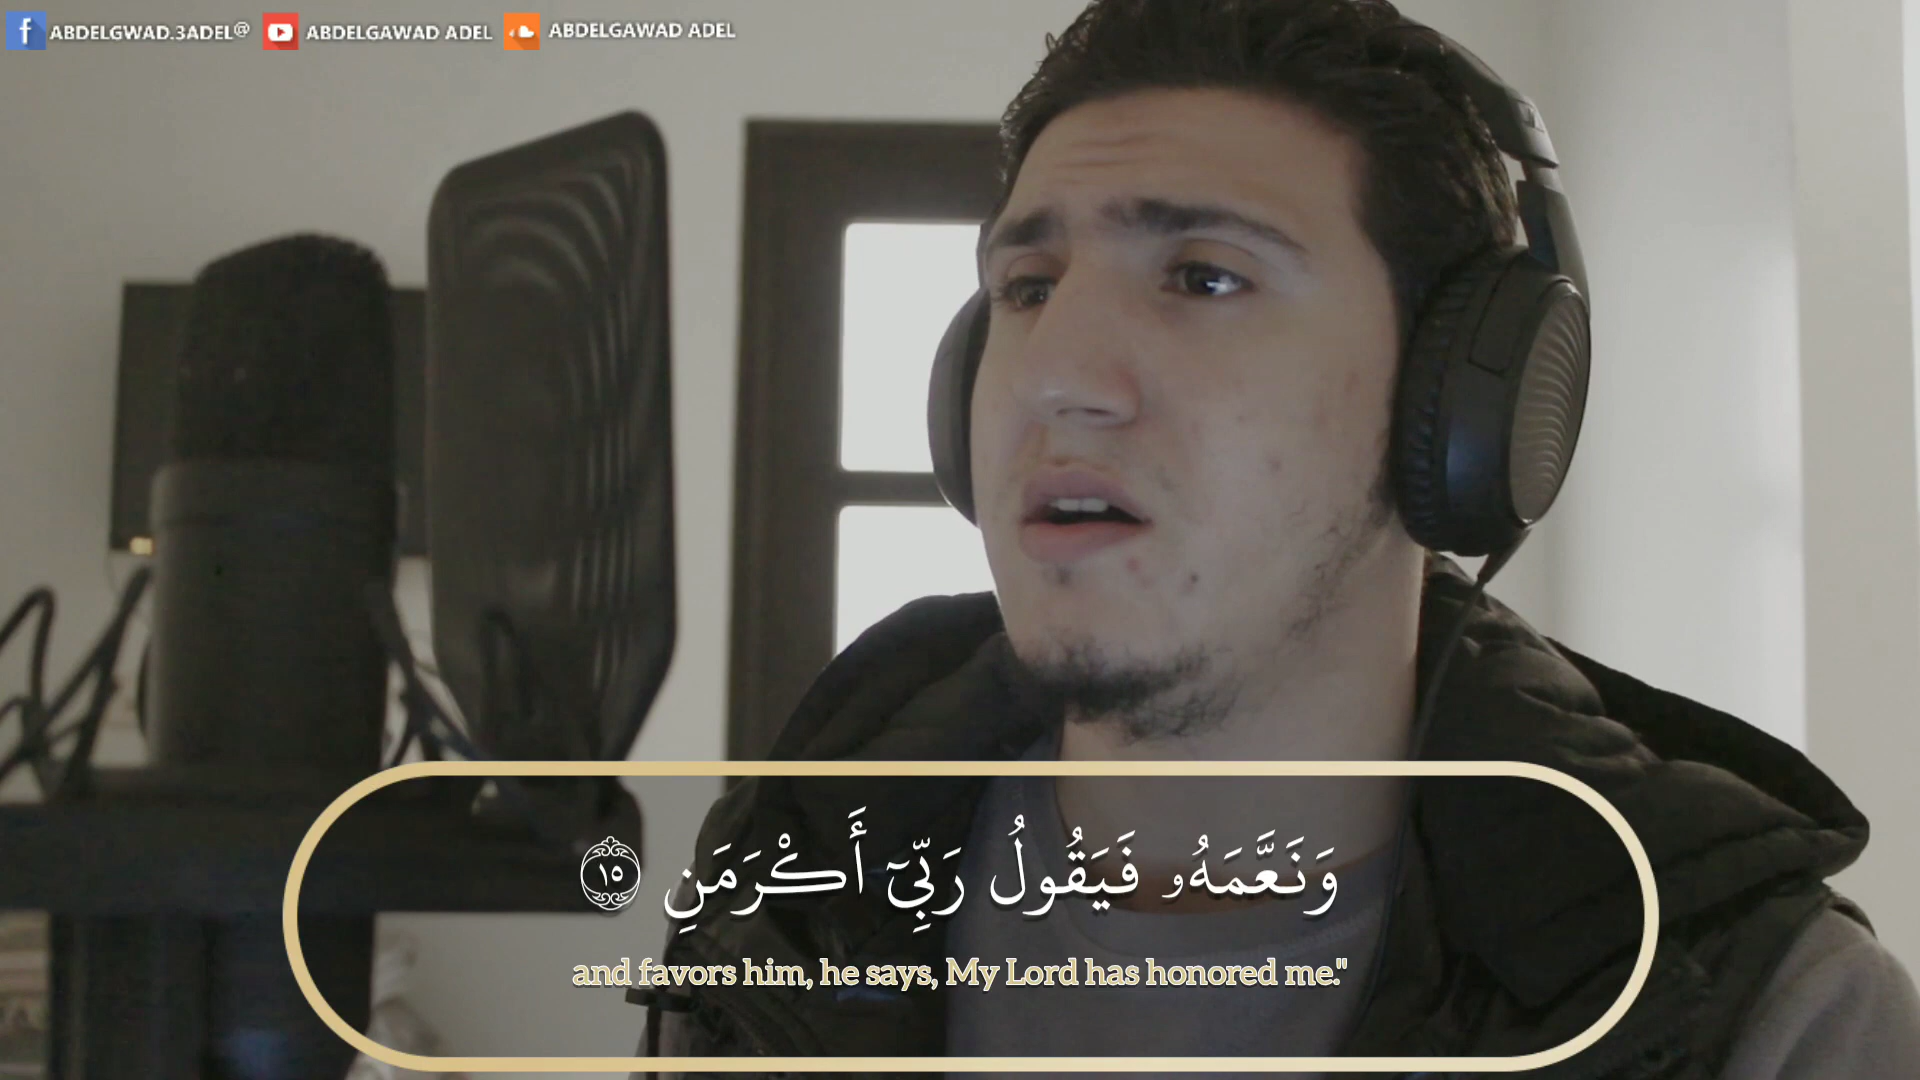 ABDELGWAD.3ADEL@ ABDELGAWAD ADEL ABDELGAWAD ADEL
وَنَعَّمَهُۥ فَيَقُولُ رَبِّيٓ أَكْرَمَنِ ١٥
and favors him, he says, My Lord has honored me."